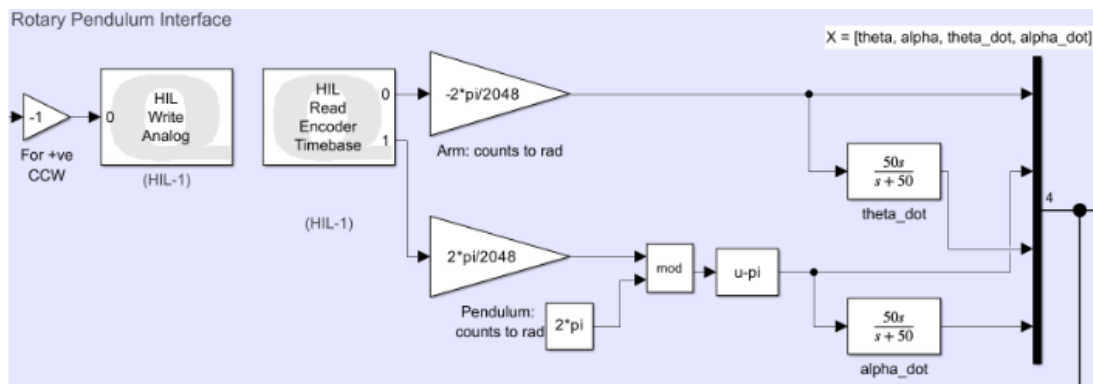 Rotary Pendulum Interface
X = [theta, alpha, theta_dot, alpha_dot]
-1
For +ve
CCW
0
HIL
Write
Analog
(HIL-1)
HIL
Read
Encoder
Timebase
0
1
(HIL-1)
-2*pi/2048
Arm: counts to rad
50s
s + 50
theta_dot
4
2*pi/2048
Pendulum:
counts to rad
2*pi
mod
u-pi
50s
s + 50
alpha_dot